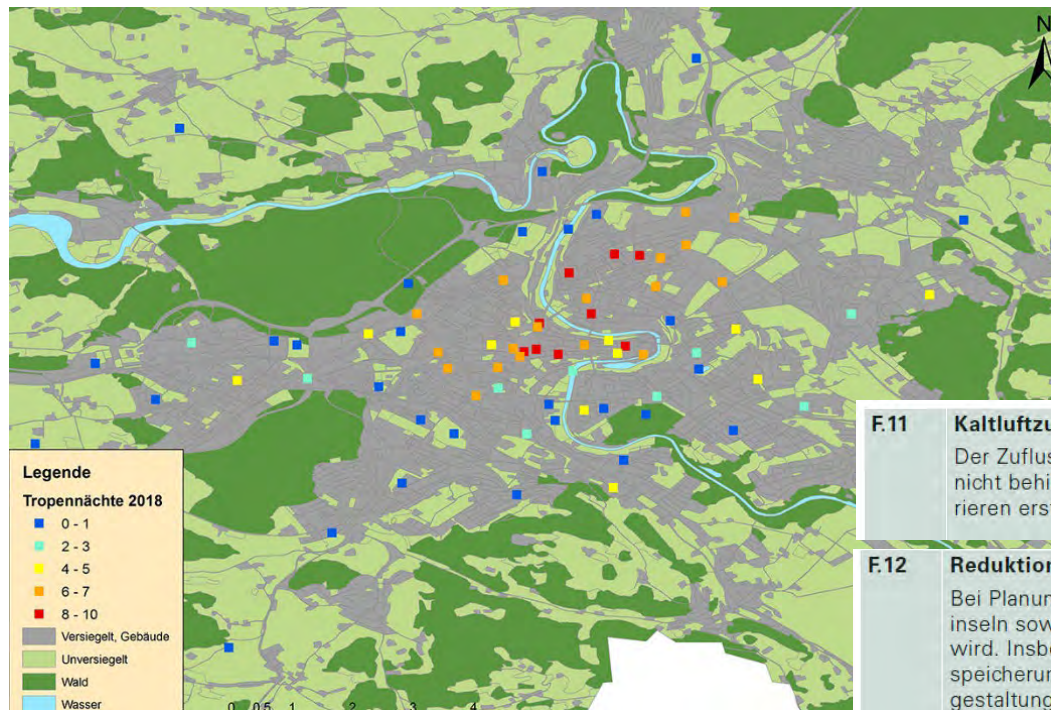 N
Legende
Tropennächte 2018
0 - 1
2 - 3
4 - 5
6 - 7
8 - 10
Versiegelt, Gebäude
Unversiegelt
Wald
Wasser
0 0.5 1 2 3 4
F.11 Kaltluftzu
Der Zuflus
nicht behi
rieren erst
F.12 Reduktion
Bei Planun
inseln sow
wird. Insbe
speicherun
gestaltung